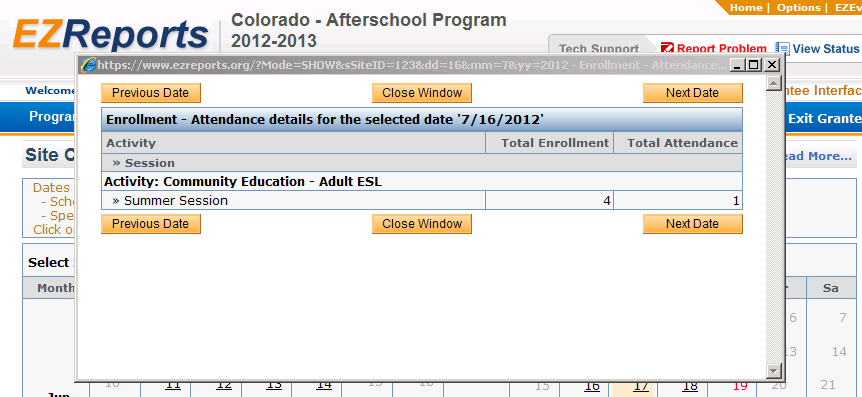 EZReports
Colorado - Afterschool Program
2012-2013
Home | Options | EZEv
Tech Support Report Problem View Status
https://www.ezreports.org/?Mode=SHOW&sSiteID=123&dd=16&mm=7&yy=2012 - Enrollment - Attendance...
Welcome
ntee Interfac
Progra
Exit Grante
Site C
ead More...
Previous Date Close Window Next Date
Enrollment - Attendance details for the selected date '7/16/2012'
Activity Total Enrollment Total Attendance
» Session
Activity: Community Education - Adult ESL
» Summer Session 4 1
Previous Date Close Window Next Date
Dates
- Sch
- Spe
Click o
Select
Month
Sa
6 7
13 14
Jun
10 11 12 13 14 15 16 17 18 19 20 21